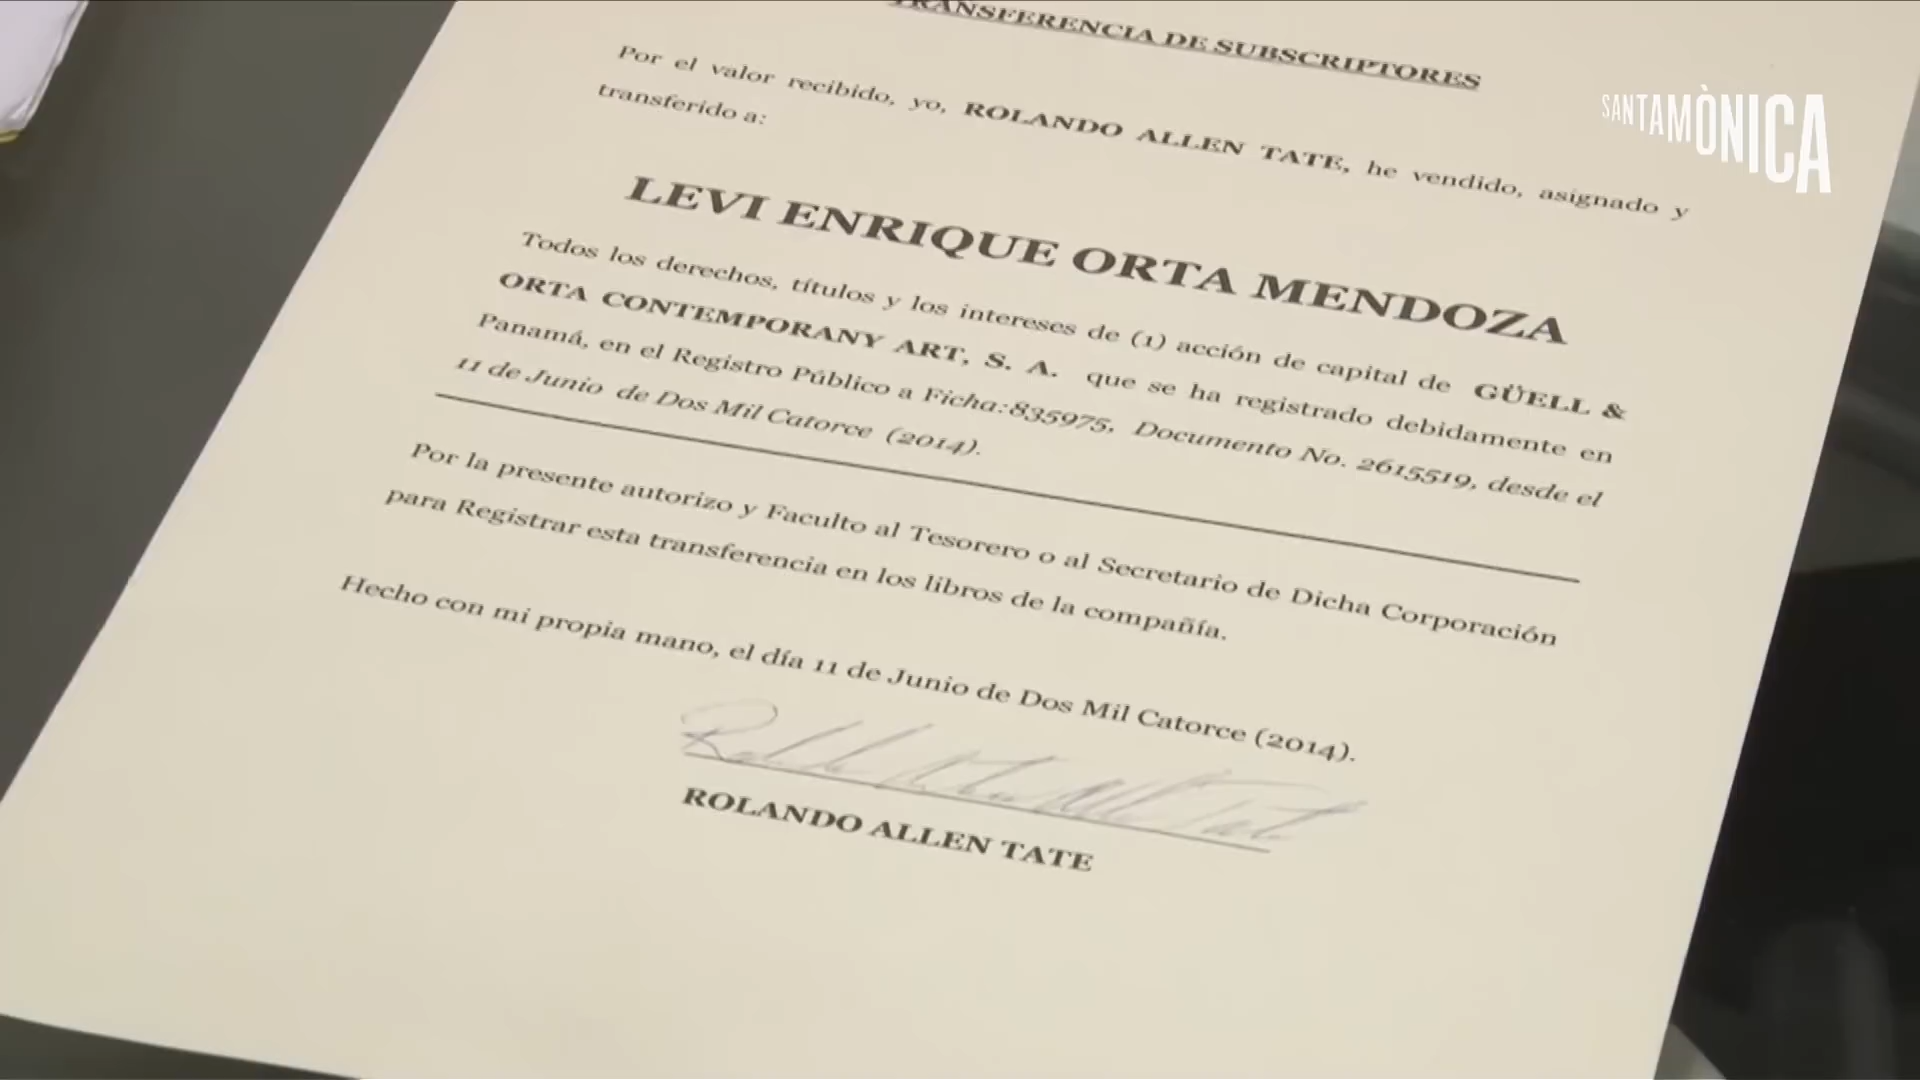 TRANSFERENCIA DE SUBSCRIPTORES
SANTAMÒNICA
Por el valor recibido, yo, ROLANDO ALLEN TATE, he vendido, asignado y
transferido a:
LEVI ENRIQUE ORTA MENDOZA
Todos los derechos, títulos y los intereses de (1) acción de capital de GÜELL &
ORTA CONTEMPORANY ART, S. A. que se ha registrado debidamente en
Panamá, en el Registro Público a Ficha:835975, Documento No. 2615519, desde el
11 de Junio de Dos Mil Catorce (2014).
Por la presente autorizo y Faculto al Tesorero o al Secretario de Dicha Corporación
para Registrar esta transferencia en los libros de la compañía.
Hecho con mi propia mano, el día 11 de Junio de Dos Mil Catorce (2014).
ROLANDO ALLEN TATE